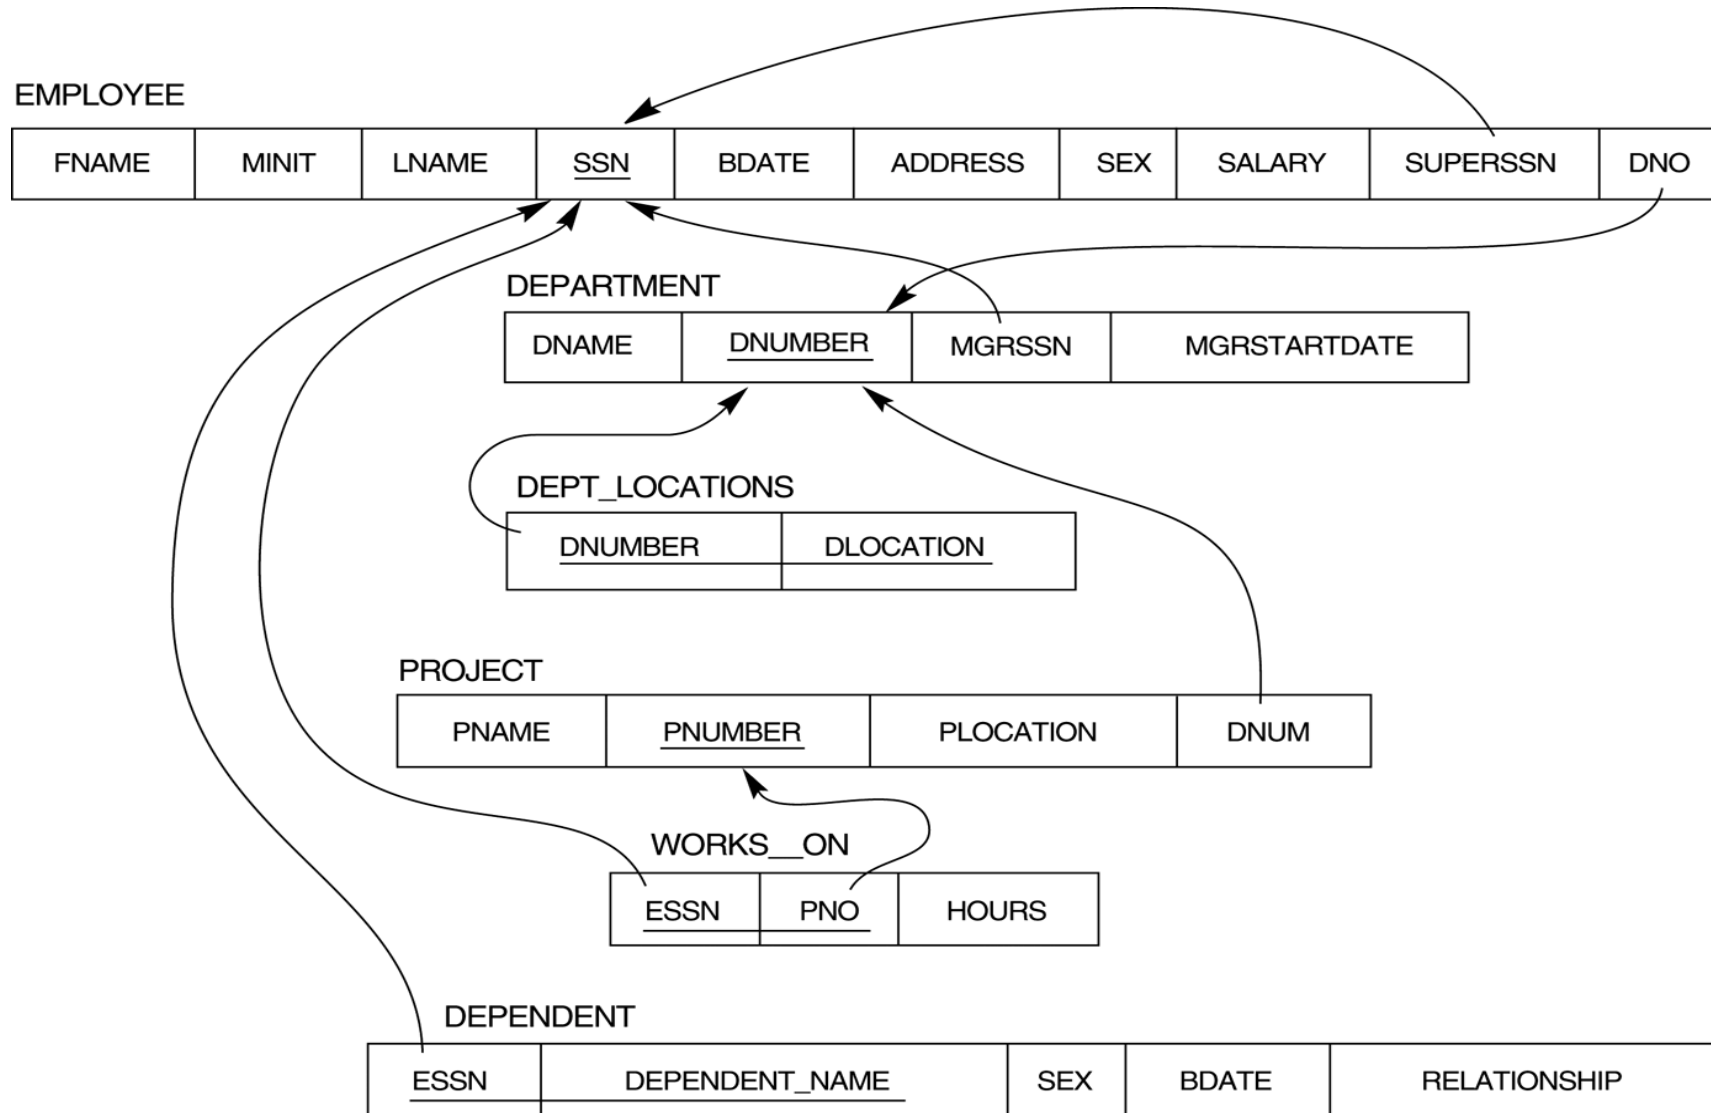 EMPLOYEE
FNAME MINIT LNAME SSN BDATE ADDRESS SEX SALARY SUPERSSN DNO
DEPARTMENT
DNAME DNUMBER MGRSSN MGRSTARTDATE
DEPT_LOCATIONS
DNUMBER DLOCATION
PROJECT
PNAME PNUMBER PLOCATION DNUM
WORKS__ON
ESSN PNO HOURS
DEPENDENT
ESSN DEPENDENT_NAME SEX BDATE RELATIONSHIP